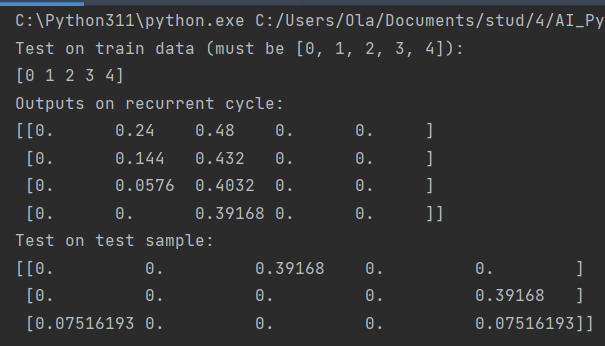 C:\Python311\python.exe C:/Users/Ola/Documents/stud/4/AI_Py
Test on train data (must be [0, 1, 2, 3, 4]):
[0 1 2 3 4]
Outputs on recurrent cycle:
[[0.      0.24    0.48    0.      0.     ]
 [0.      0.144   0.432   0.      0.     ]
 [0.      0.0576  0.4032  0.      0.     ]
 [0.      0.      0.39168 0.      0.     ]]
Test on test sample:
[[0.         0.         0.39168    0.         0.        ]
 [0.         0.         0.         0.         0.39168   ]
 [0.07516193 0.         0.         0.         0.07516193]]